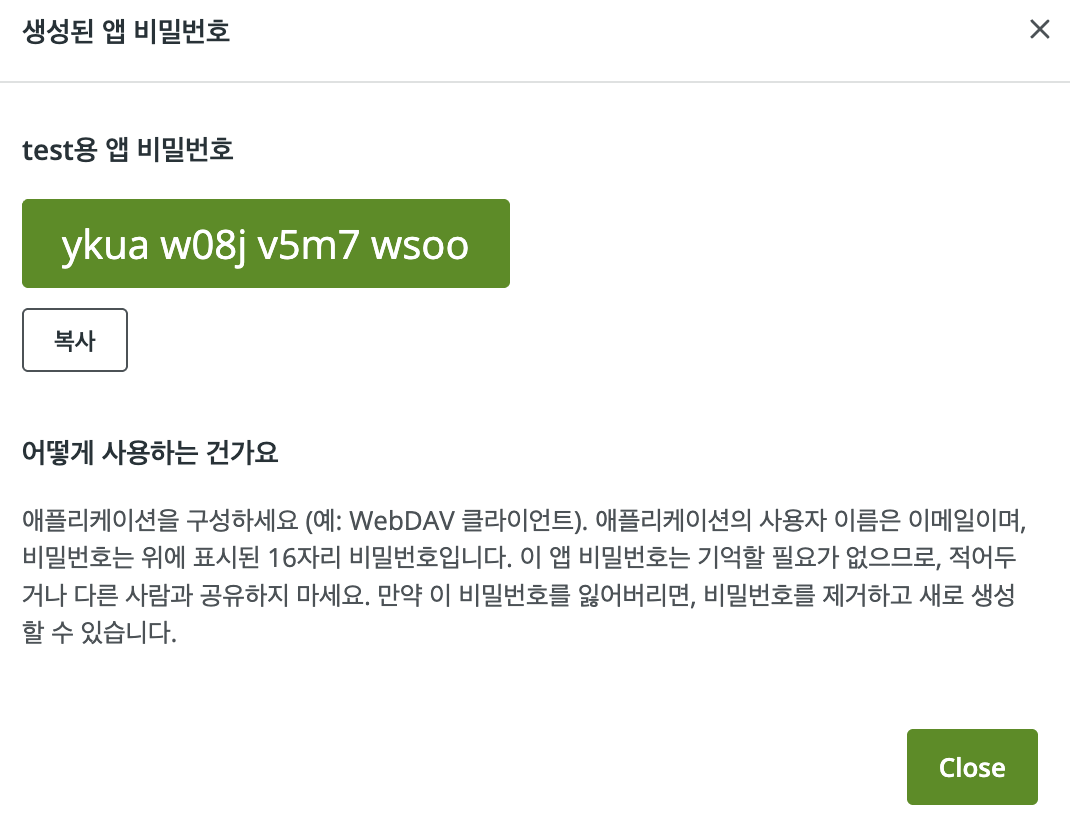 생성된 앱 비밀번호
test용 앱 비밀번호
ykua w08j v5m7 wsoo
복사
어떻게 사용하는 건가요
애플리케이션을 구성하세요 (예: WebDAV 클라이언트). 애플리케이션의 사용자 이름은 이메일이며,
비밀번호는 위에 표시된 16자리 비밀번호입니다. 이 앱 비밀번호는 기억할 필요가 없으므로, 적어두
거나 다른 사람과 공유하지 마세요. 만약 이 비밀번호를 잃어버리면, 비밀번호를 제거하고 새로 생성
할 수 있습니다.
Close